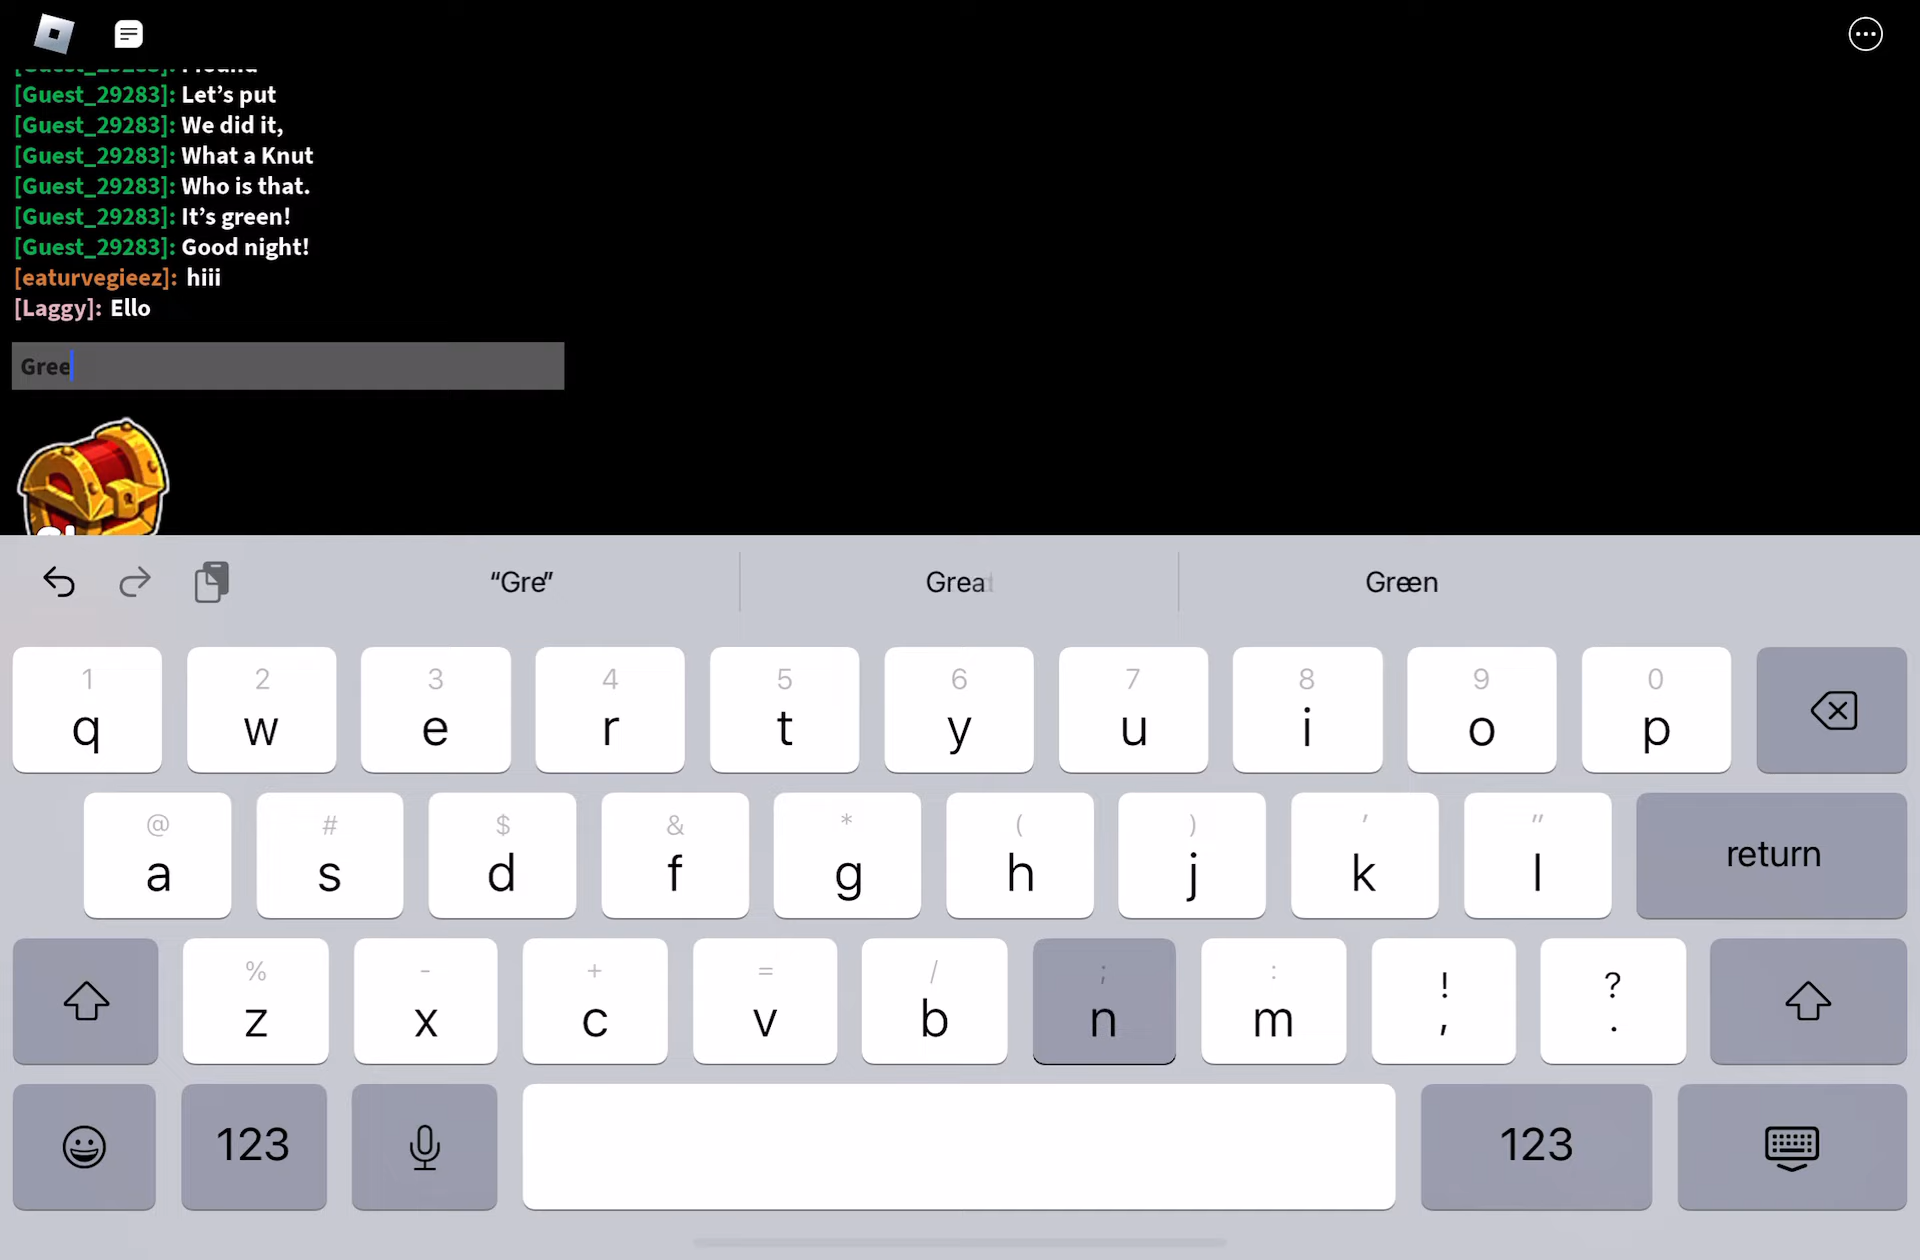 [Guest_29283]: Let’s put
[Guest_29283]: We did it,
[Guest_29283]: What a Knut
[Guest_29283]: Who is that.
[Guest_29283]: It’s green!
[Guest_29283]: Good night!
[eaturvegieez]: hiii
[Laggy]: Ello
Gree
“Gre” Great Green
1 2 3 4 5 6 7 8 9 0
q w e r t y u i o p
@ # $ & * ( ) ' "
a s d f g h j k l return
% - + = / ; : ! ?
z x c v b n m , .
123 123